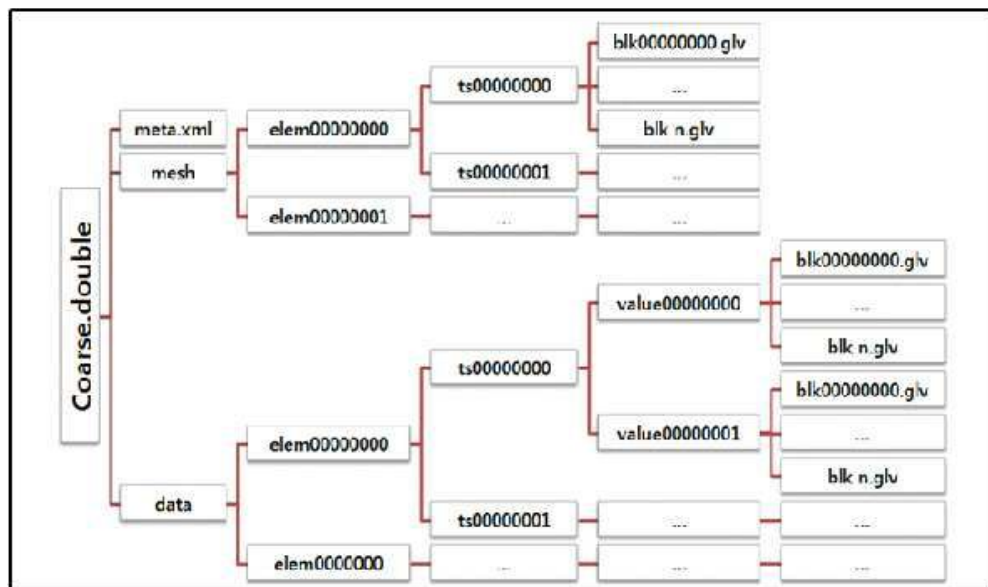 Coarse.double
meta.xml
mesh
elem00000000
ts00000000
blk00000000.glv
...
blk n.glv
ts00000001
...
elem00000001
...
...
data
elem00000000
ts00000000
value00000000
blk00000000.glv
...
blk n.glv
value00000001
blk00000000.glv
...
blk n.glv
ts00000001
...
...
elem0000000
...
...
...